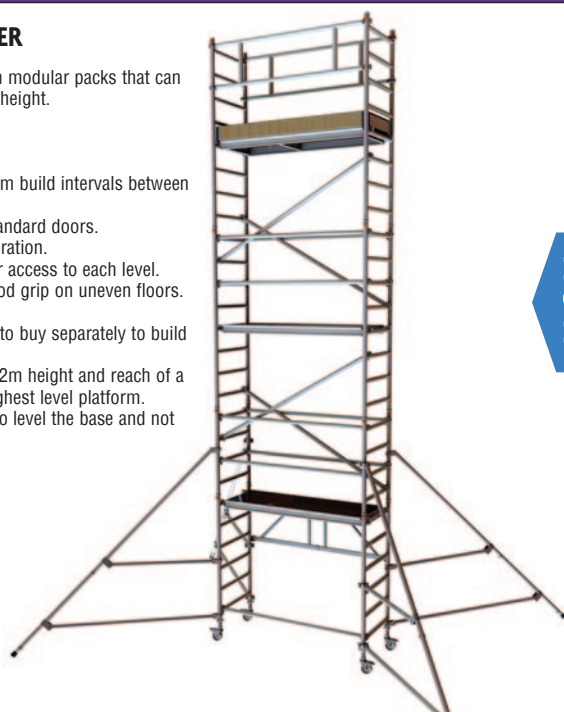 ER
n modular packs that can
height.
m build intervals between
andard doors.
ration.
r access to each level.
od grip on uneven floors.
to buy separately to build
2m height and reach of a
ghest level platform.
o level the base and not